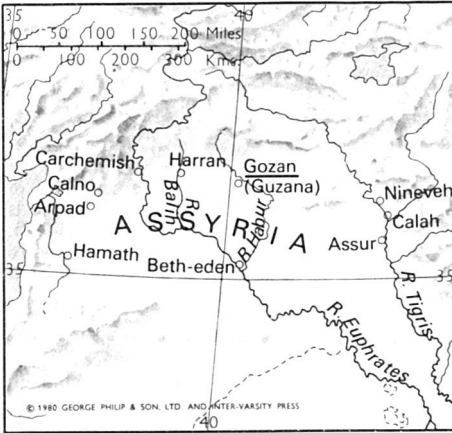 35
40
0 50 100 150 200 Miles
0 100 200 300 Kms
Carchemish
Harran
Gozan
(Guzana)
Calno
Arpad
R. Balih
R. Habur
Nineveh
Calah
ASSYRIA
Assur
Hamath
Beth-eden
35
35
R. Tigris
R. Euphrates
© 1980 GEORGE PHILIP & SON, LTD AND INTER-VARSITY PRESS
40